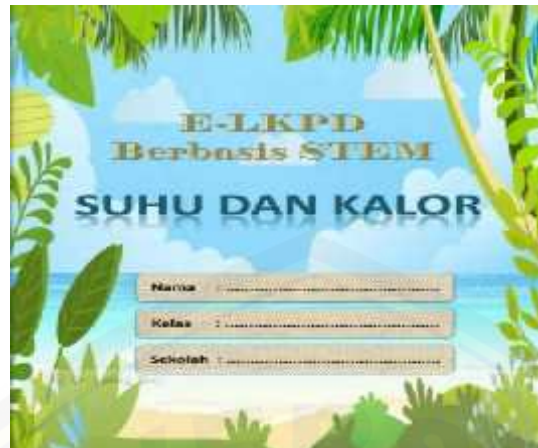 E-LKPD
Berbasis STEM
SUHU DAN KALOR
Nama : ................................................
Kelas : ................................................
Sekolah : ................................................